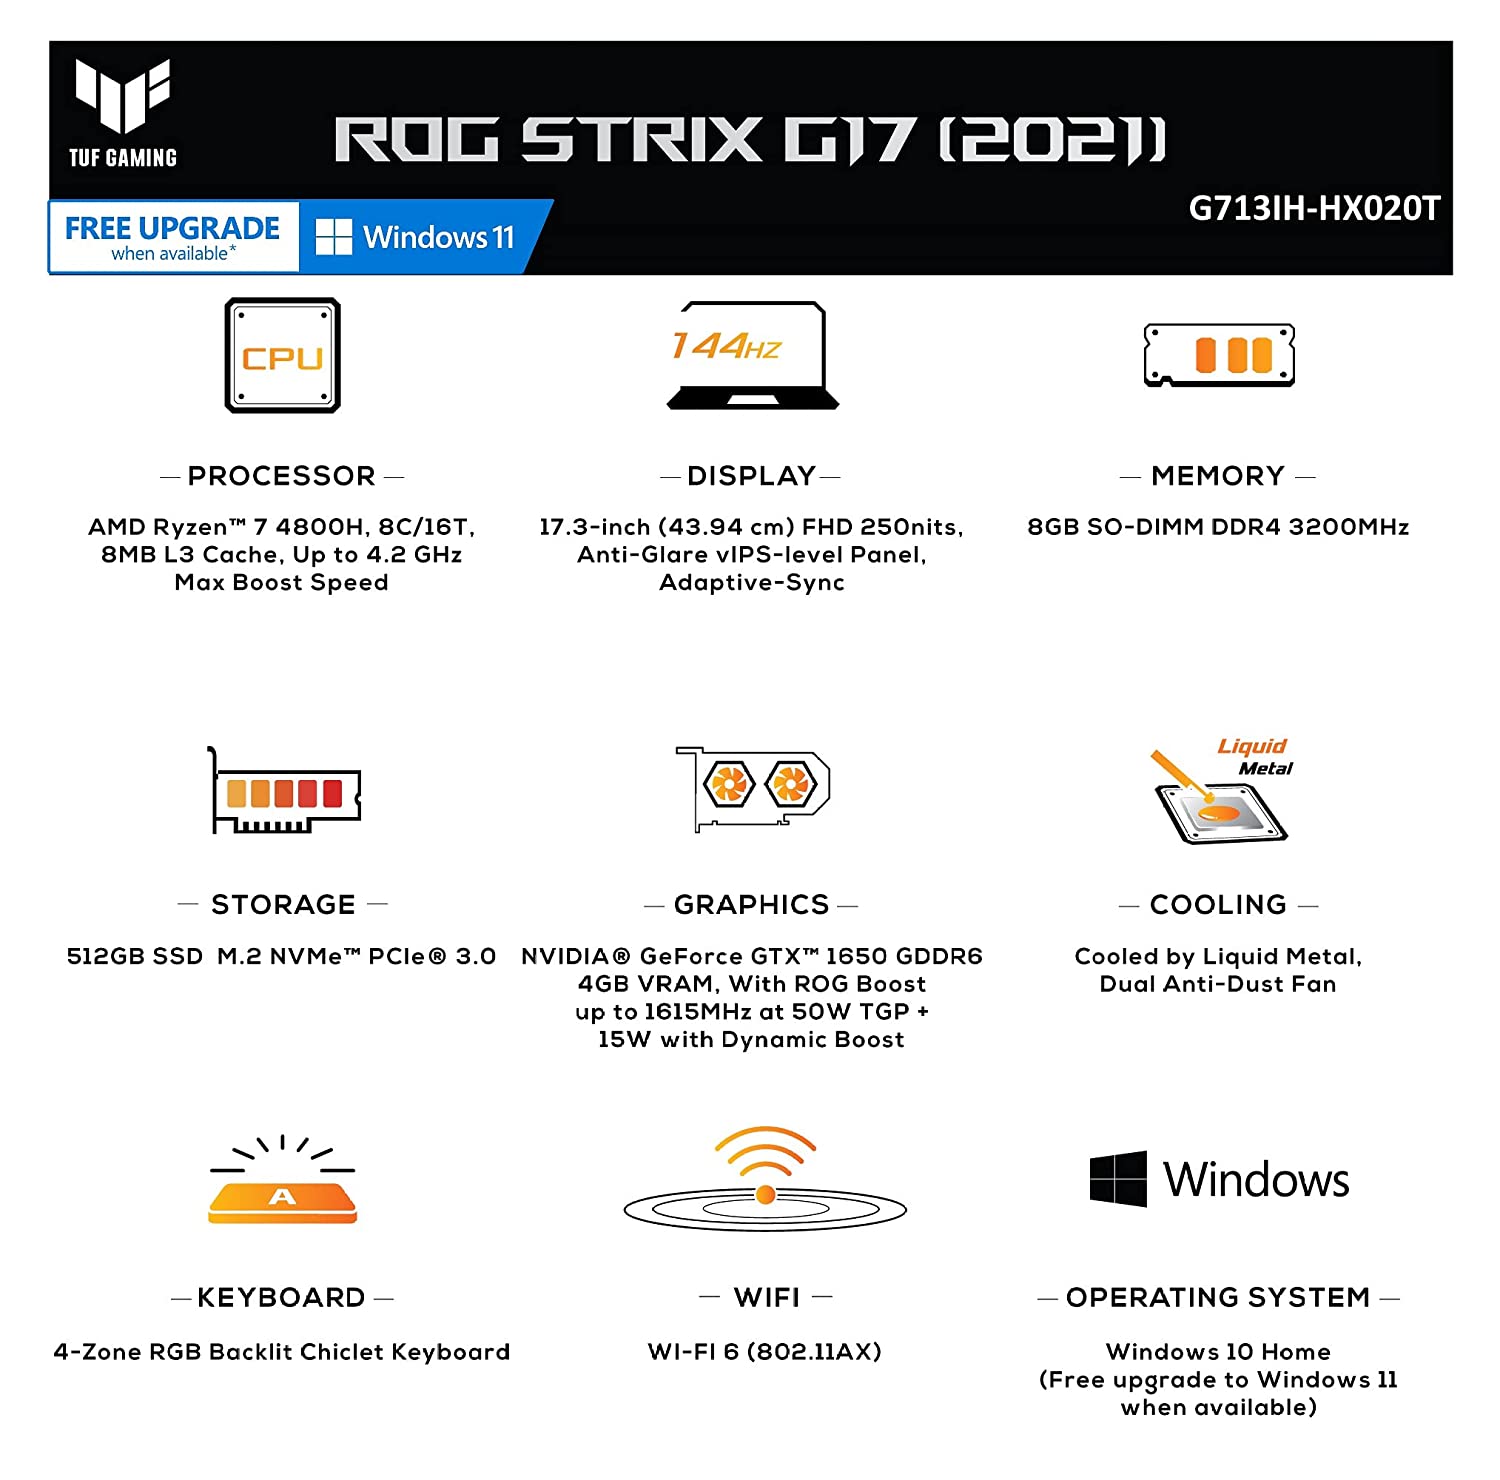 TUF GAMING
ROG STRIX G17 (2021)
G713IH-HX020T
FREE UPGRADE
when available*
Windows 11
CPU
144HZ
— PROCESSOR —
AMD Ryzen™ 7 4800H, 8C/16T,
8MB L3 Cache, Up to 4.2 GHz
Max Boost Speed
— DISPLAY —
17.3-inch (43.94 cm) FHD 250nits,
Anti-Glare vIPS-level Panel,
Adaptive-Sync
— MEMORY —
8GB SO-DIMM DDR4 3200MHz
— STORAGE —
512GB SSD M.2 NVMe™ PCIe® 3.0
— GRAPHICS —
NVIDIA® GeForce GTX™ 1650 GDDR6
4GB VRAM, With ROG Boost
up to 1615MHz at 50W TGP +
15W with Dynamic Boost
Liquid
Metal
— COOLING —
Cooled by Liquid Metal,
Dual Anti-Dust Fan
A
— KEYBOARD —
4-Zone RGB Backlit Chiclet Keyboard
— WIFI —
WI-FI 6 (802.11AX)
Windows
— OPERATING SYSTEM —
Windows 10 Home
(Free upgrade to Windows 11
when available)